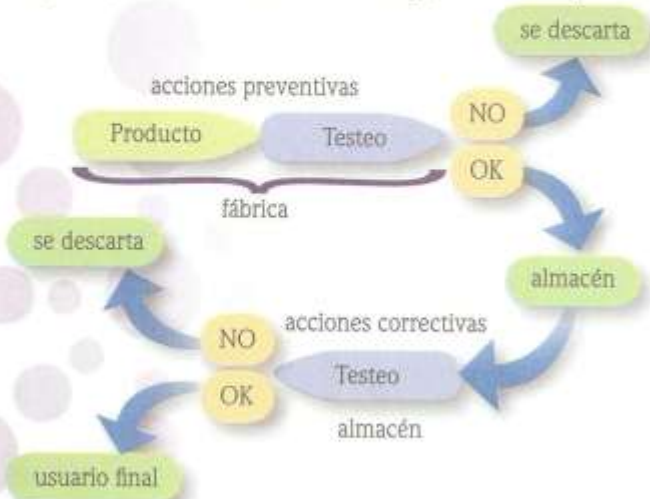 se descarta
acciones preventivas
Producto
Testeo
NO
OK
fábrica
se descarta
almacén
acciones correctivas
NO
Testeo
OK
almacén
usuario final